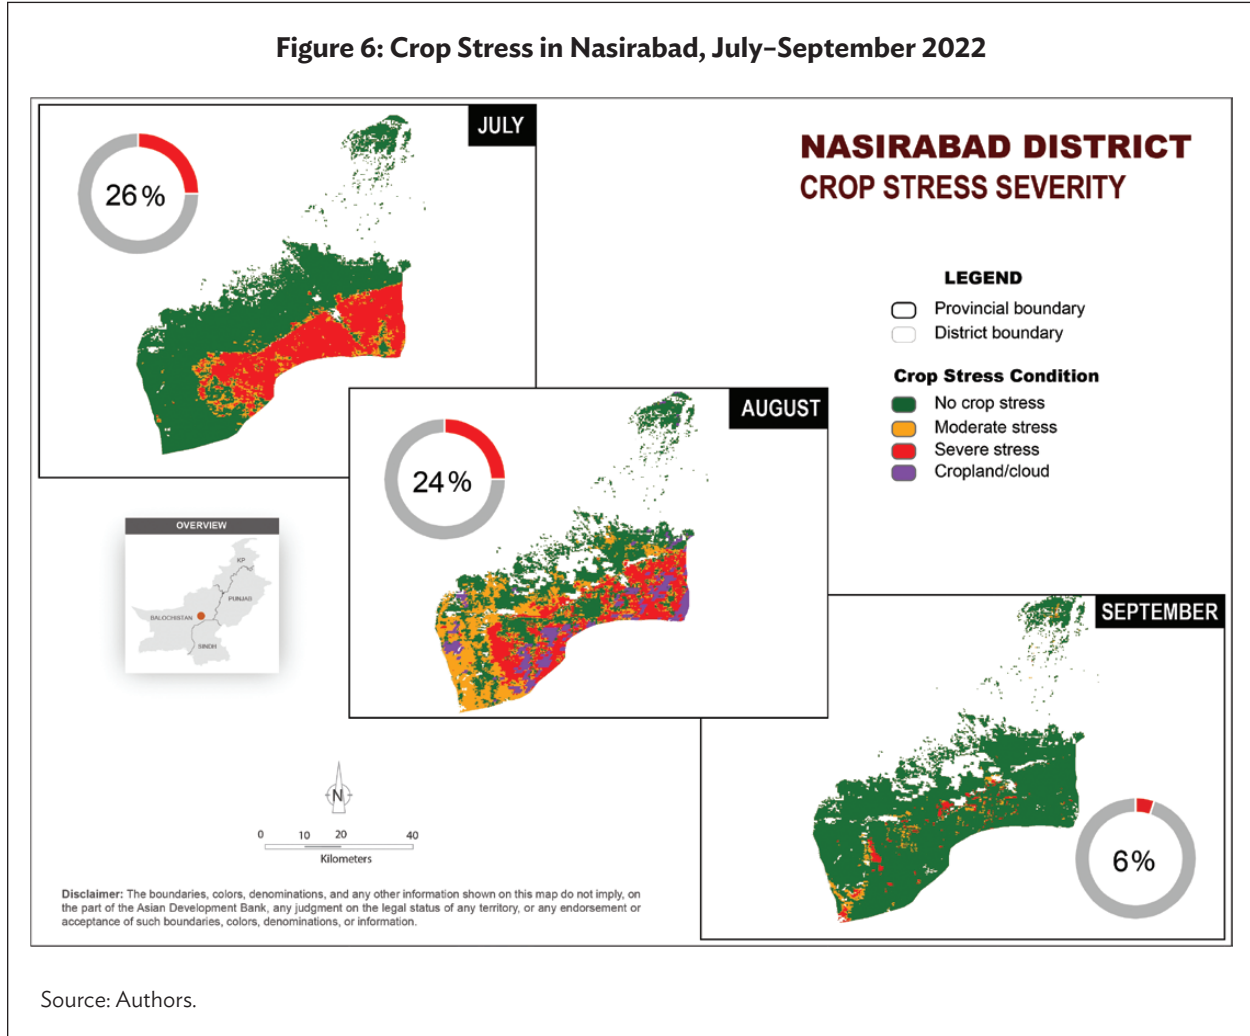 Figure 6: Crop Stress in Nasirabad, July–September 2022
JULY
26%
NASIRABAD DISTRICT
CROP STRESS SEVERITY
LEGEND
Provincial boundary
District boundary
Crop Stress Condition
No crop stress
Moderate stress
Severe stress
Cropland/cloud
AUGUST
24%
OVERVIEW
KP
PUNJAB
BALOCHISTAN
SINDH
SEPTEMBER
6%
N
0 10 20 40
Kilometers
Disclaimer: The boundaries, colors, denominations, and any other information shown on this map do not imply, on
the part of the Asian Development Bank, any judgment on the legal status of any territory, or any endorsement or
acceptance of such boundaries, colors, denominations, or information.
Source: Authors.